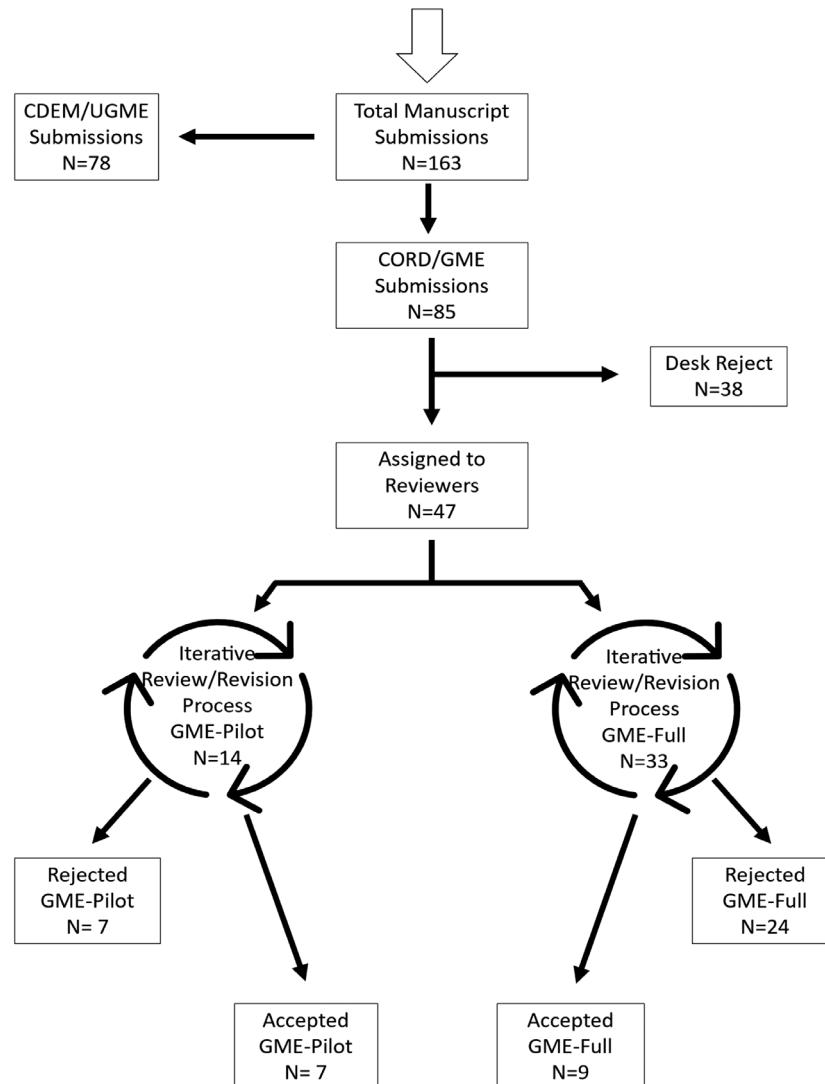 CDEM/UGME
Submissions
N=78
Total Manuscript
Submissions
N=163
CORD/GME
Submissions
N=85
Desk Reject
N=38
Assigned to
Reviewers
N=47
Iterative
Review/Revision
Process
GME-Pilot
N=14
Iterative
Review/Revision
Process
GME-Full
N=33
Rejected
GME-Pilot
N= 7
Rejected
GME-Full
N=24
Accepted
GME-Pilot
N= 7
Accepted
GME-Full
N=9